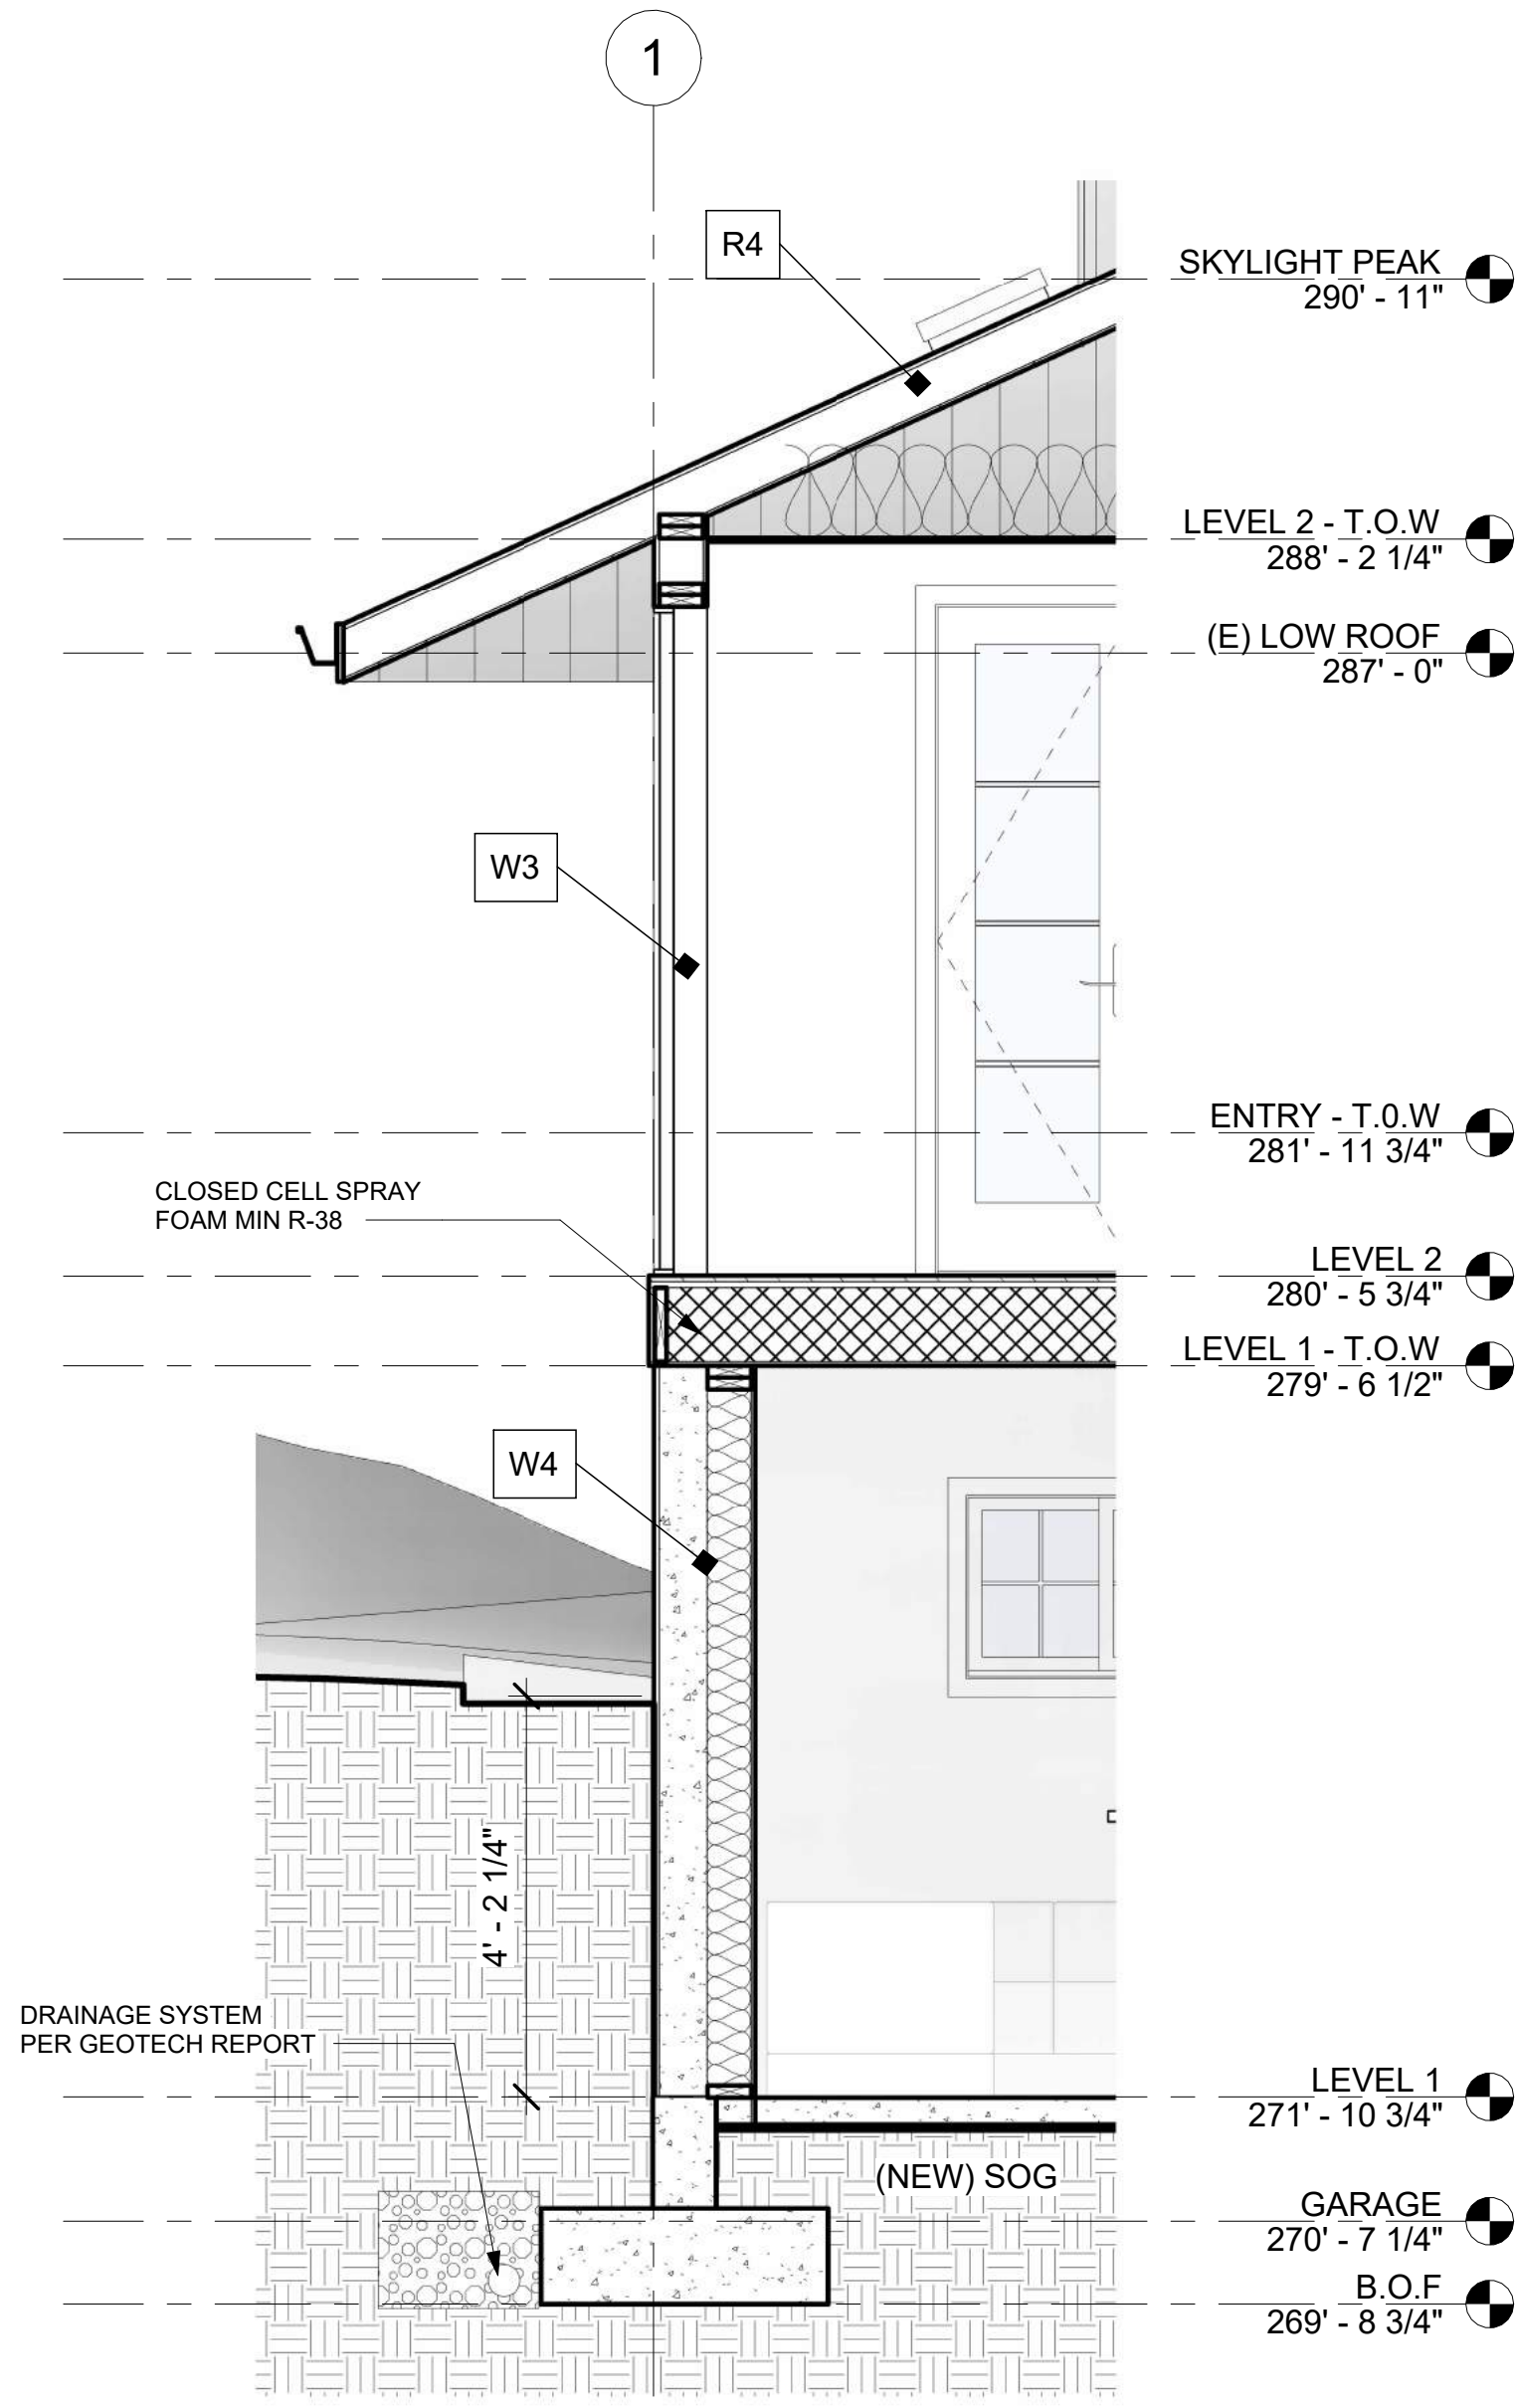 1
R4
SKYLIGHT PEAK
290' - 11"
LEVEL 2 - T.O.W
288' - 2 1/4"
(E) LOW ROOF
287' - 0"
W3
ENTRY - T.0.W
281' - 11 3/4"
CLOSED CELL SPRAY
FOAM MIN R-38
LEVEL 2
280' - 5 3/4"
LEVEL 1 - T.O.W
279' - 6 1/2"
W4
4' - 2 1/4"
DRAINAGE SYSTEM
PER GEOTECH REPORT
LEVEL 1
271' - 10 3/4"
(NEW) SOG
GARAGE
270' - 7 1/4"
B.O.F
269' - 8 3/4"